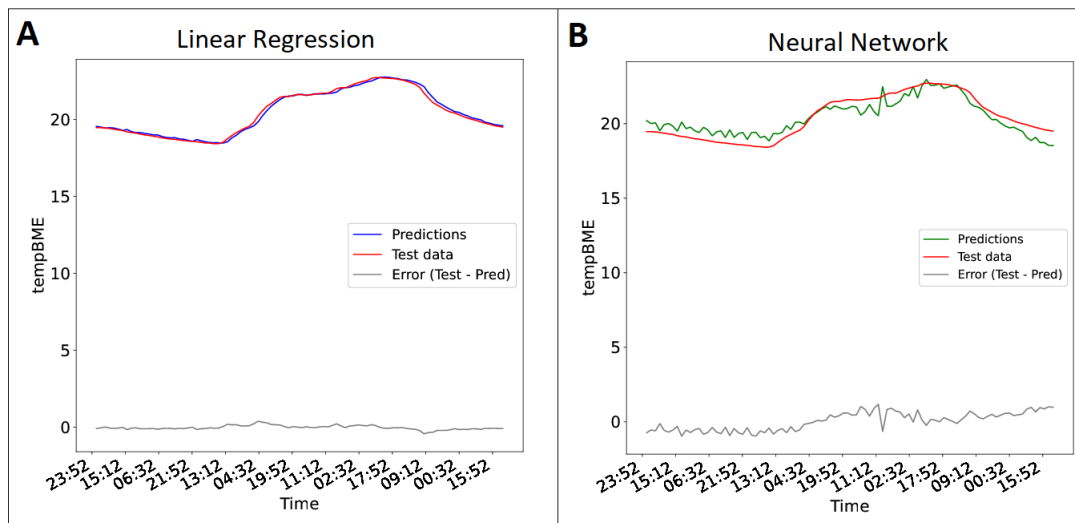 A
Linear Regression
tempBME
20
15
10
5
0
Predictions
Test data
Error (Test - Pred)
23:52
15:12
06:32
21:52
13:12
04:32
19:52
11:12
02:32
17:52
09:12
00:32
15:52
Time
B
Neural Network
tempBME
20
15
10
5
0
Predictions
Test data
Error (Test - Pred)
23:52
15:12
06:32
21:52
13:12
04:32
19:52
11:12
02:32
17:52
09:12
00:32
15:52
Time